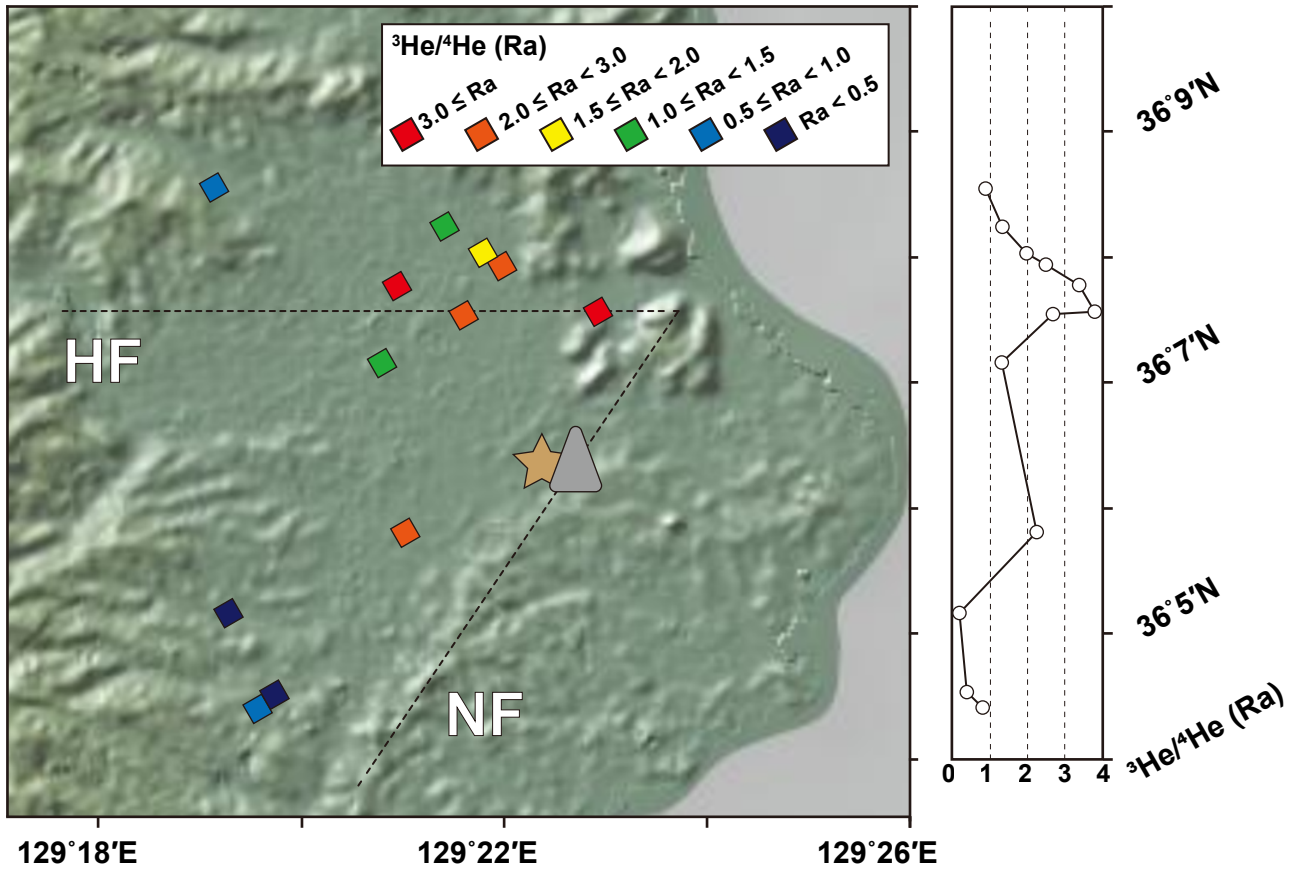 ³He/⁴He (Ra)
3.0 ≤ Ra
2.0 ≤ Ra < 3.0
1.5 ≤ Ra < 2.0
1.0 ≤ Ra < 1.5
0.5 ≤ Ra < 1.0
Ra < 0.5
HF
NF
129˚18′E
129˚22′E
129˚26′E
36˚9′N
36˚7′N
36˚5′N
0 1 2 3 4
³He/⁴He (Ra)